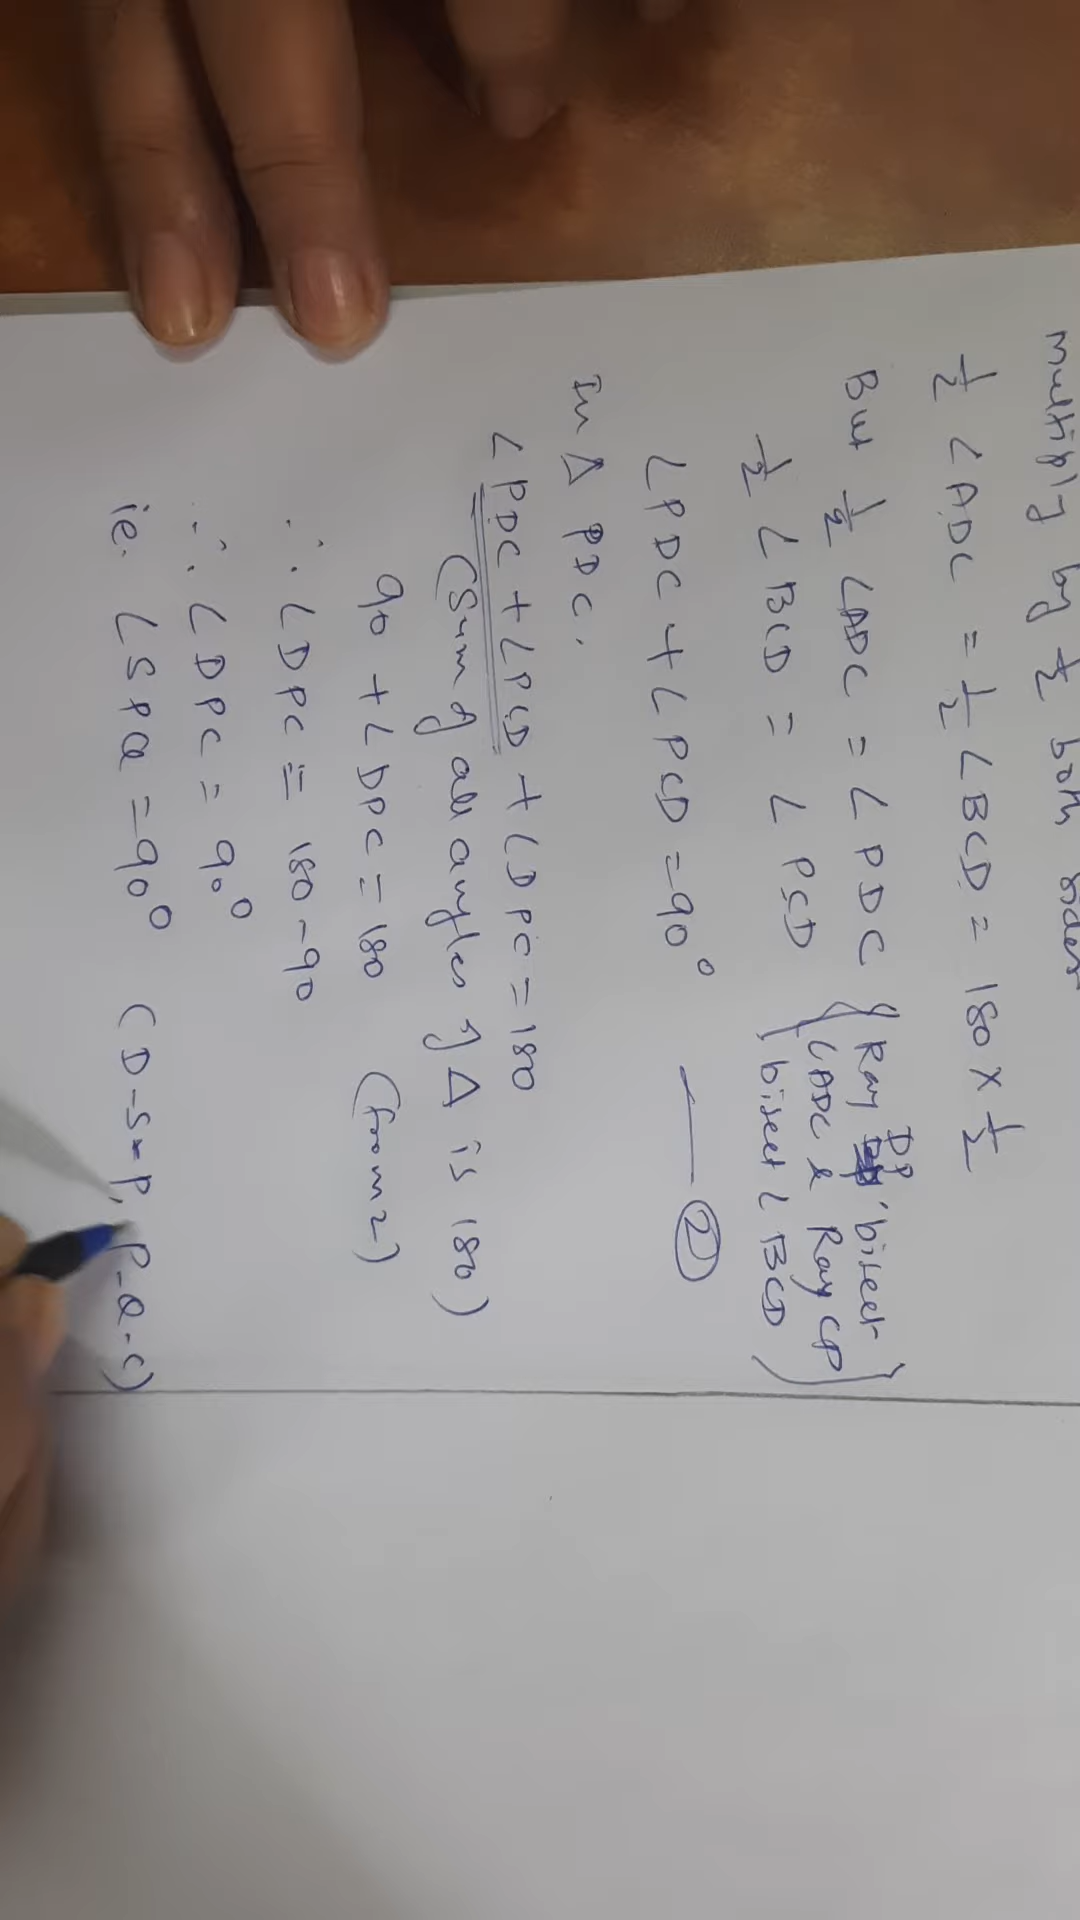 multiply by ½ both sides
½ ∠ADC = ½ ∠BCD = 180 × ½
But ½ ∠ADC = ∠PDC { Ray DP bisect
½ ∠BCD = ∠PCD { ∠ADC & Ray CP
bisect ∠BCD }
∠PDC + ∠PCD = 90° —— ②
In Δ PDC,
∠PDC + ∠PCD + ∠DPC = 180
(Sum of all angles of Δ is 180)
90 + ∠DPC = 180 (from 2)
∴ ∠DPC = 180 - 90
∴ ∠DPC = 90°
ie. ∠SPQ = 90° (D-S-P, P-Q-C)